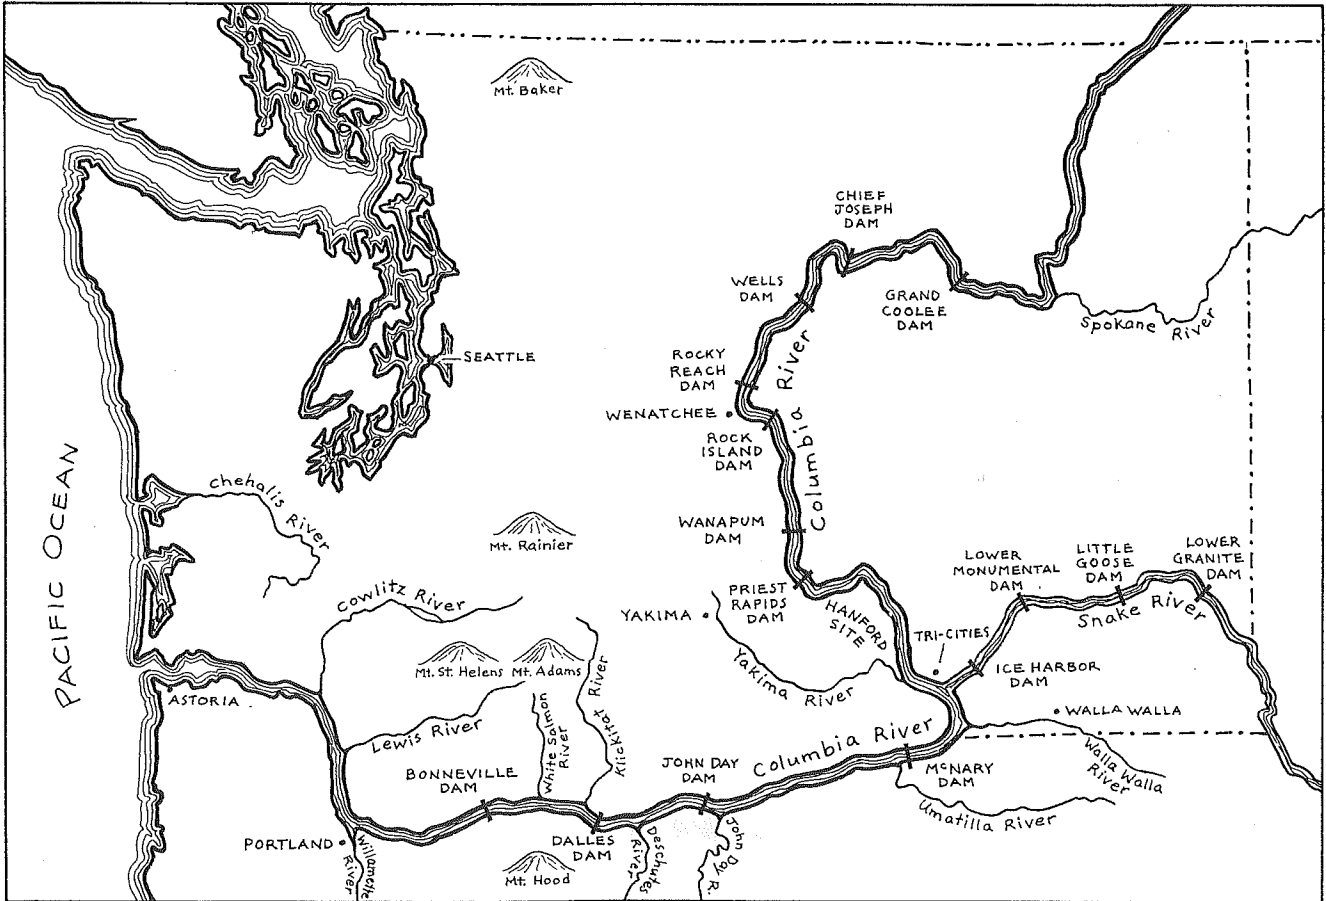 Mt. Baker
CHIEF
JOSEPH
DAM
WELLS
DAM
GRAND
COOLEE
DAM
Spokane River
SEATTLE
ROCKY
REACH
DAM
WENATCHEE
ROCK
ISLAND
DAM
Columbia River
PACIFIC OCEAN
Chehalis River
Mt. Rainier
WANAPUM
DAM
PRIEST
RAPIDS
DAM
HANFORD
SITE
LOWER
MONUMENTAL
DAM
LITTLE
GOOSE
DAM
LOWER
GRANITE
DAM
Snake River
Cowlitz River
YAKIMA
TRI-CITIES
Yakima River
ICE HARBOR
DAM
Mt. St. Helens
Mt. Adams
Klickitat River
White Salmon
River
ASTORIA
Lewis River
WALLA WALLA
Walla Walla
River
Columbia River
BONNEVILLE
DAM
JOHN DAY
DAM
McNARY
DAM
Umatilla River
PORTLAND
Willamette
River
DALLES
DAM
Deschutes
River
John Day R.
Mt. Hood